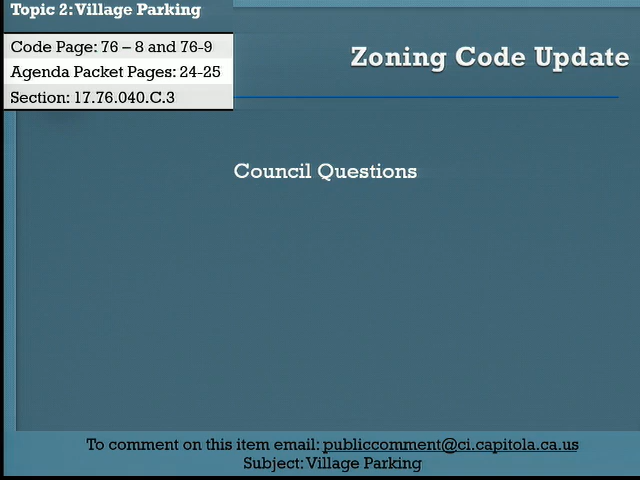 Topic 2: Village Parking
Code Page: 76 – 8 and 76-9
Agenda Packet Pages: 24-25
Section: 17.76.040.C.3
Zoning Code Update
Council Questions
To comment on this item email: publiccomment@ci.capitola.ca.us
Subject: Village Parking